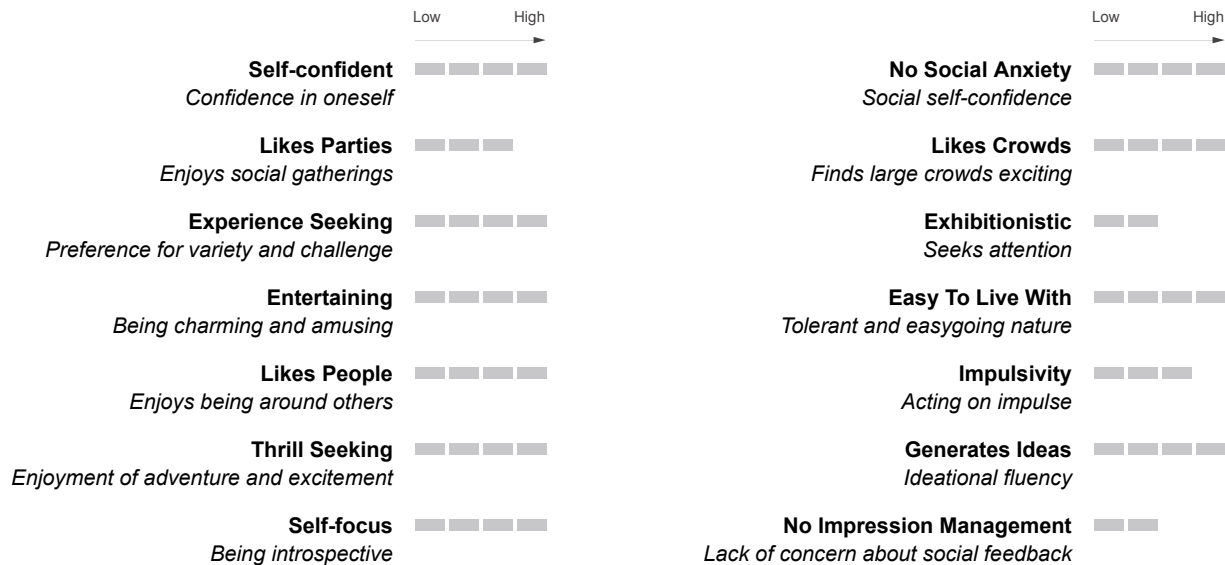 Low High
Self-confident
Confidence in oneself
Likes Parties
Enjoys social gatherings
Experience Seeking
Preference for variety and challenge
Entertaining
Being charming and amusing
Likes People
Enjoys being around others
Thrill Seeking
Enjoyment of adventure and excitement
Self-focus
Being introspective
Low High
No Social Anxiety
Social self-confidence
Likes Crowds
Finds large crowds exciting
Exhibitionistic
Seeks attention
Easy To Live With
Tolerant and easygoing nature
Impulsivity
Acting on impulse
Generates Ideas
Ideational fluency
No Impression Management
Lack of concern about social feedback